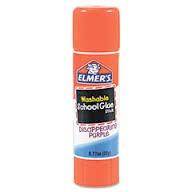 ELMER'S
Washable
School Glue
Stick
DISAPPEARING
PURPLE